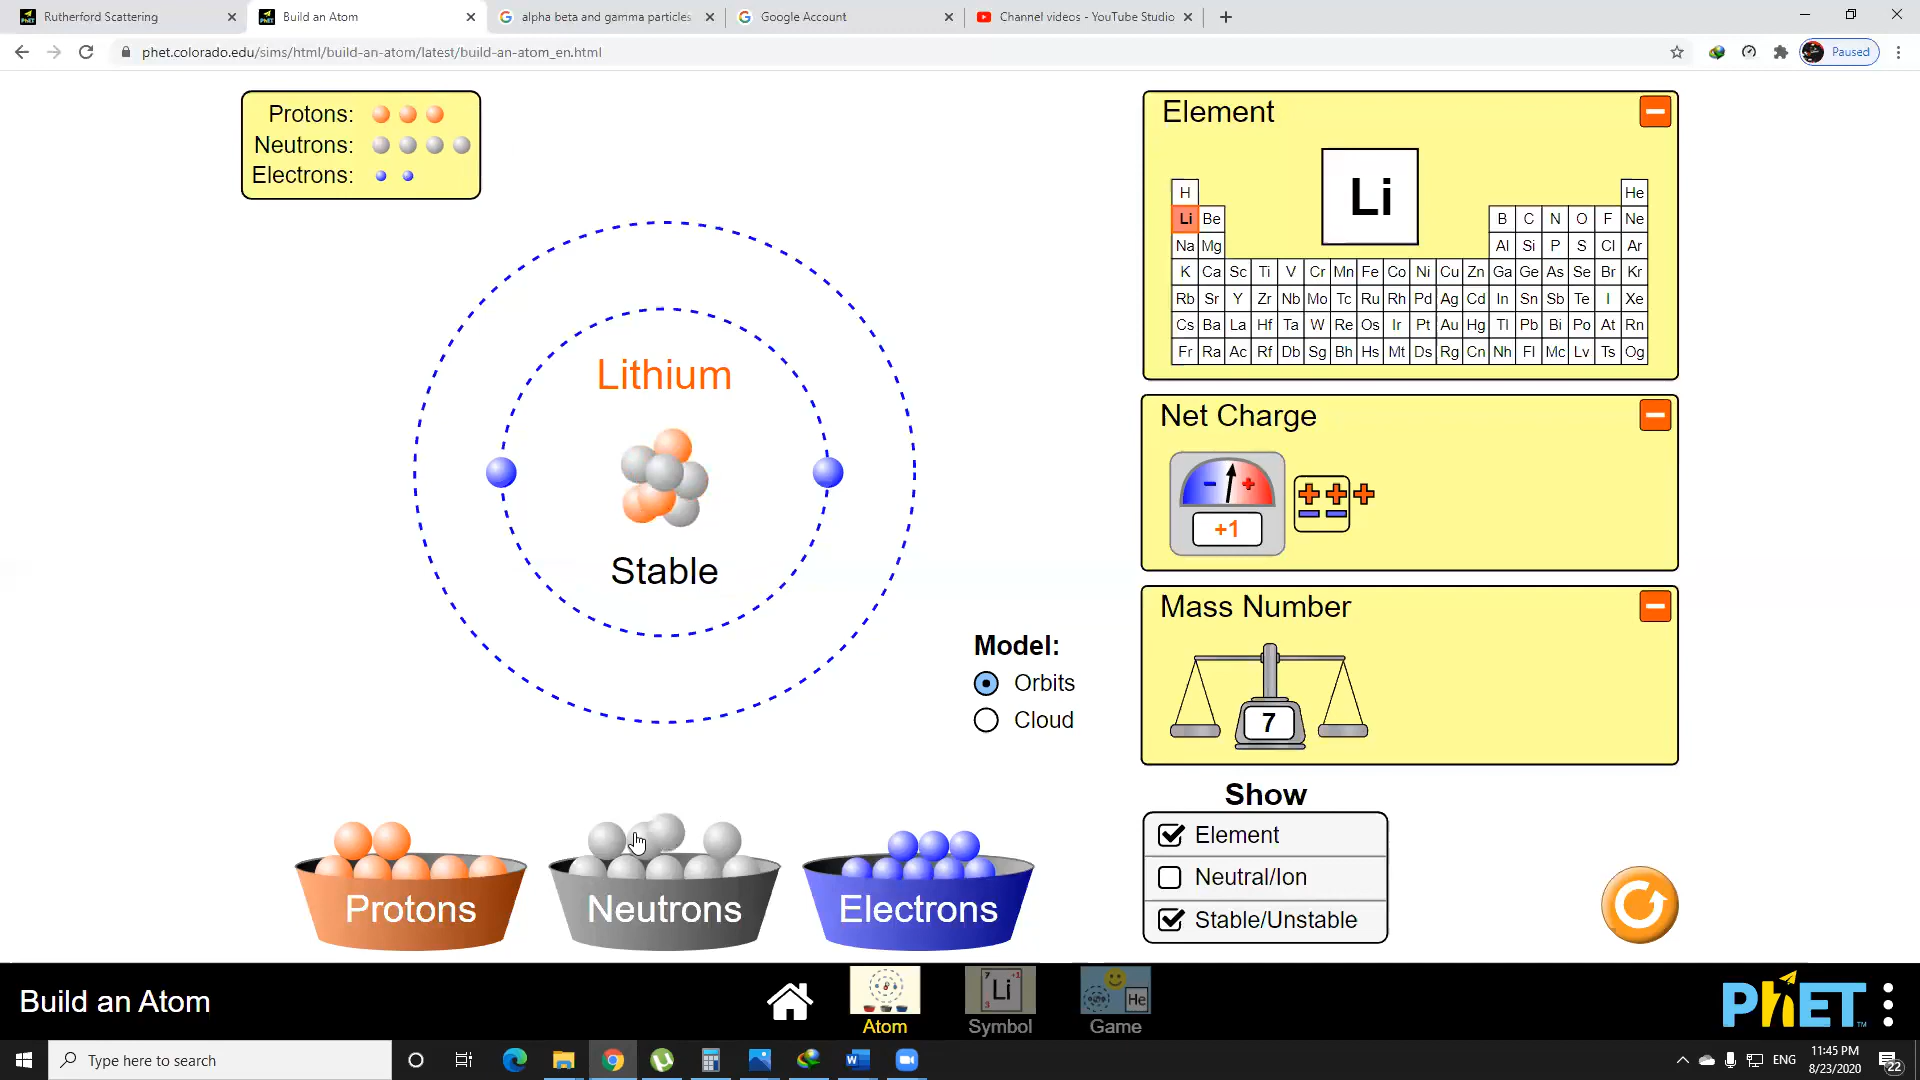 Rutherford Scattering
Build an Atom
alpha beta and gamma particles
Google Account
Channel videos - YouTube Studio
phet.colorado.edu/sims/html/build-an-atom/latest/build-an-atom_en.html
Paused
Protons:
Neutrons:
Electrons:
Lithium
Stable
Model:
Orbits
Cloud
Protons
Neutrons
Electrons
Element
Li
H He
Li Be B C N O F Ne
Na Mg Al Si P S Cl Ar
K Ca Sc Ti V Cr Mn Fe Co Ni Cu Zn Ga Ge As Se Br Kr
Rb Sr Y Zr Nb Mo Tc Ru Rh Pd Ag Cd In Sn Sb Te I Xe
Cs Ba La Hf Ta W Re Os Ir Pt Au Hg Tl Pb Bi Po At Rn
Fr Ra Ac Rf Db Sg Bh Hs Mt Ds Rg Cn Nh Fl Mc Lv Ts Og
Net Charge
- +
+1
Mass Number
7
Show
Element
Neutral/Ion
Stable/Unstable
Build an Atom
Atom
7 +1
Li
3
Symbol
He
Game
PhET
Type here to search
ENG
11:45 PM
8/23/2020
22